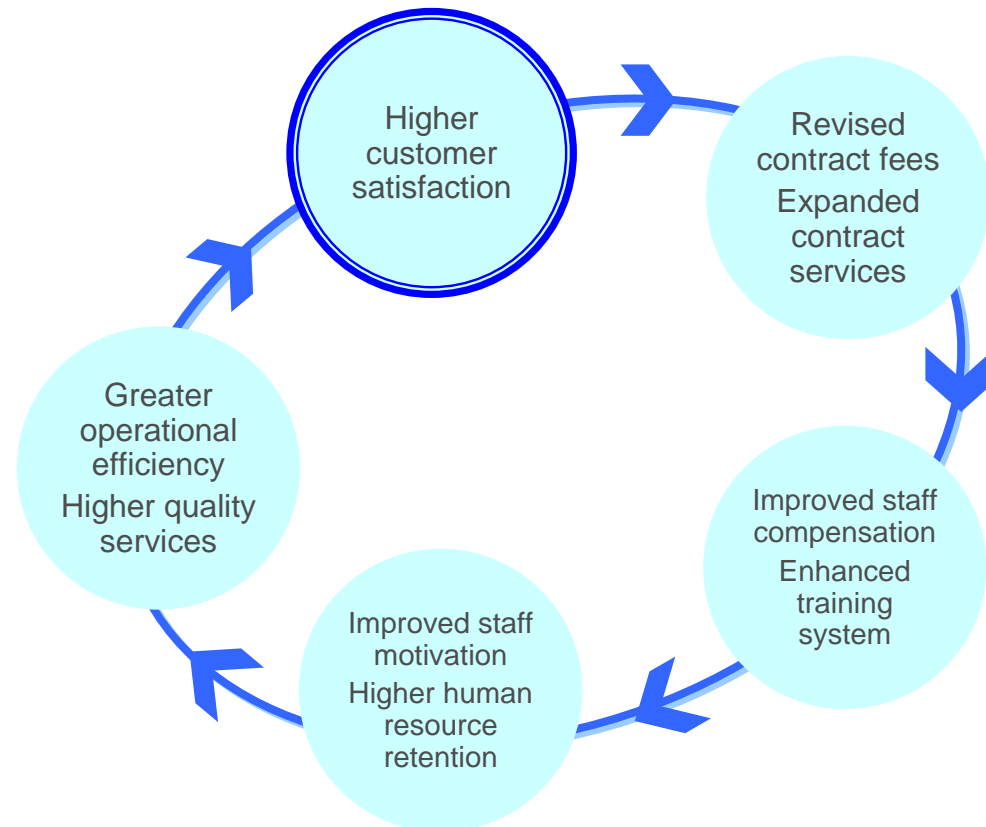 Higher
customer
satisfaction
Revised
contract fees
Expanded
contract
services
Improved staff
compensation
Enhanced
training
system
Improved staff
motivation
Higher human
resource
retention
Greater
operational
efficiency
Higher quality
services